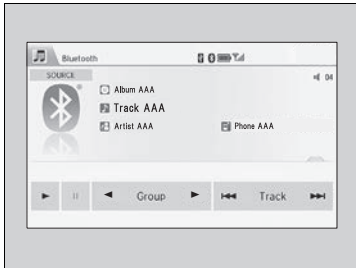 Bluetooth
SOURCE
04
Album AAA
Track AAA
Artist AAA
Phone AAA
Group
Track